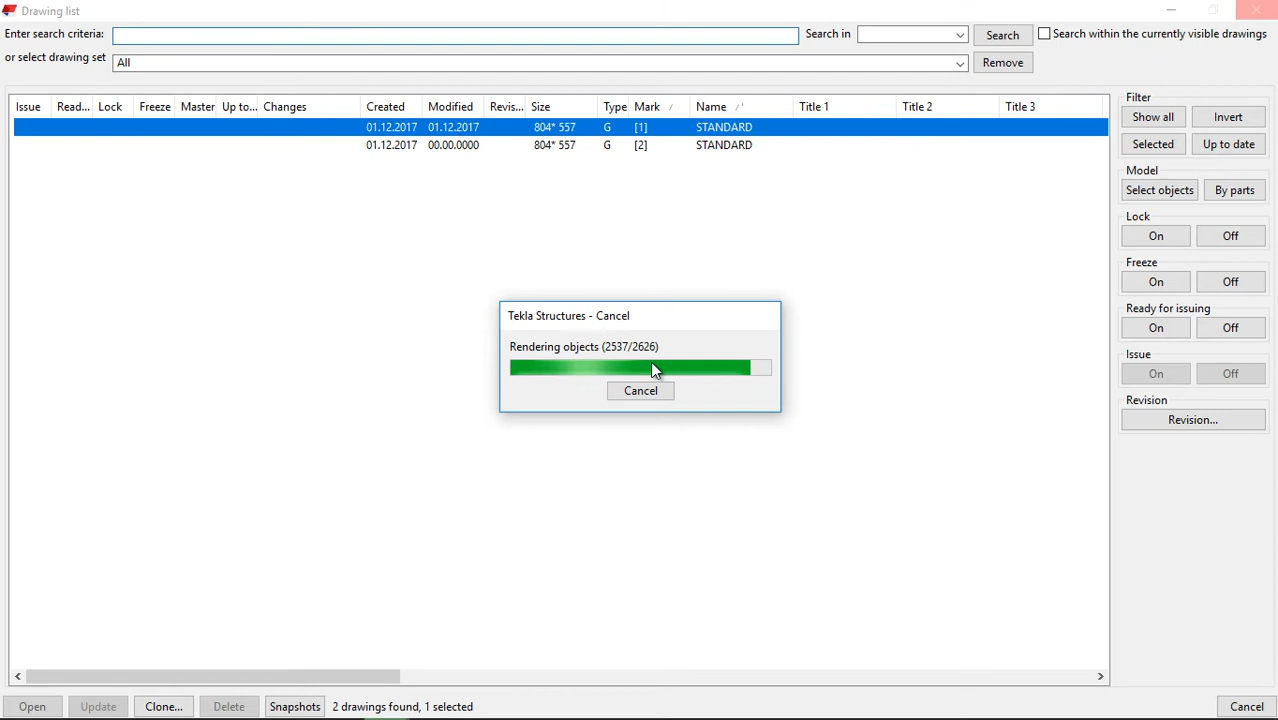 Drawing list
Enter search criteria: Search in Search Search within the currently visible drawings
or select drawing set All Remove
Issue Read... Lock Freeze Master Up to... Changes Created Modified Revis... Size Type Mark Name Title 1 Title 2 Title 3
01.12.2017 01.12.2017 804* 557 G [1] STANDARD
01.12.2017 00.00.0000 804* 557 G [2] STANDARD
Filter
Show all Invert
Selected Up to date
Model
Select objects By parts
Lock
On Off
Freeze
On Off
Ready for issuing
On Off
Issue
On Off
Revision
Revision...
Tekla Structures - Cancel
Rendering objects (2537/2626)
Cancel
Open Update Clone... Delete Snapshots 2 drawings found, 1 selected Cancel